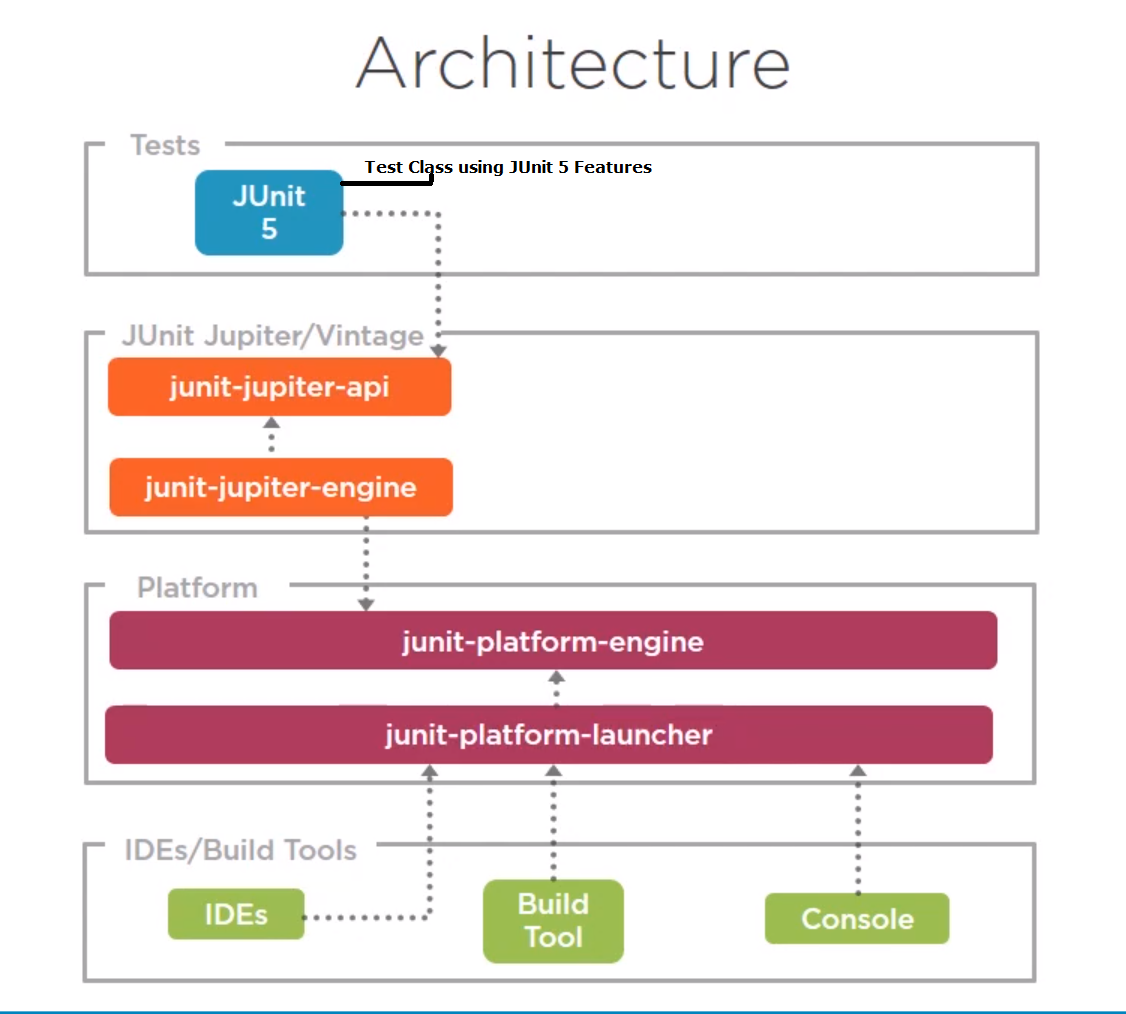 Architecture
Tests
Test Class using JUnit 5 Features
JUnit
5
JUnit Jupiter/Vintage
junit-jupiter-api
junit-jupiter-engine
Platform
junit-platform-engine
junit-platform-launcher
IDEs/Build Tools
IDEs
Build
Tool
Console